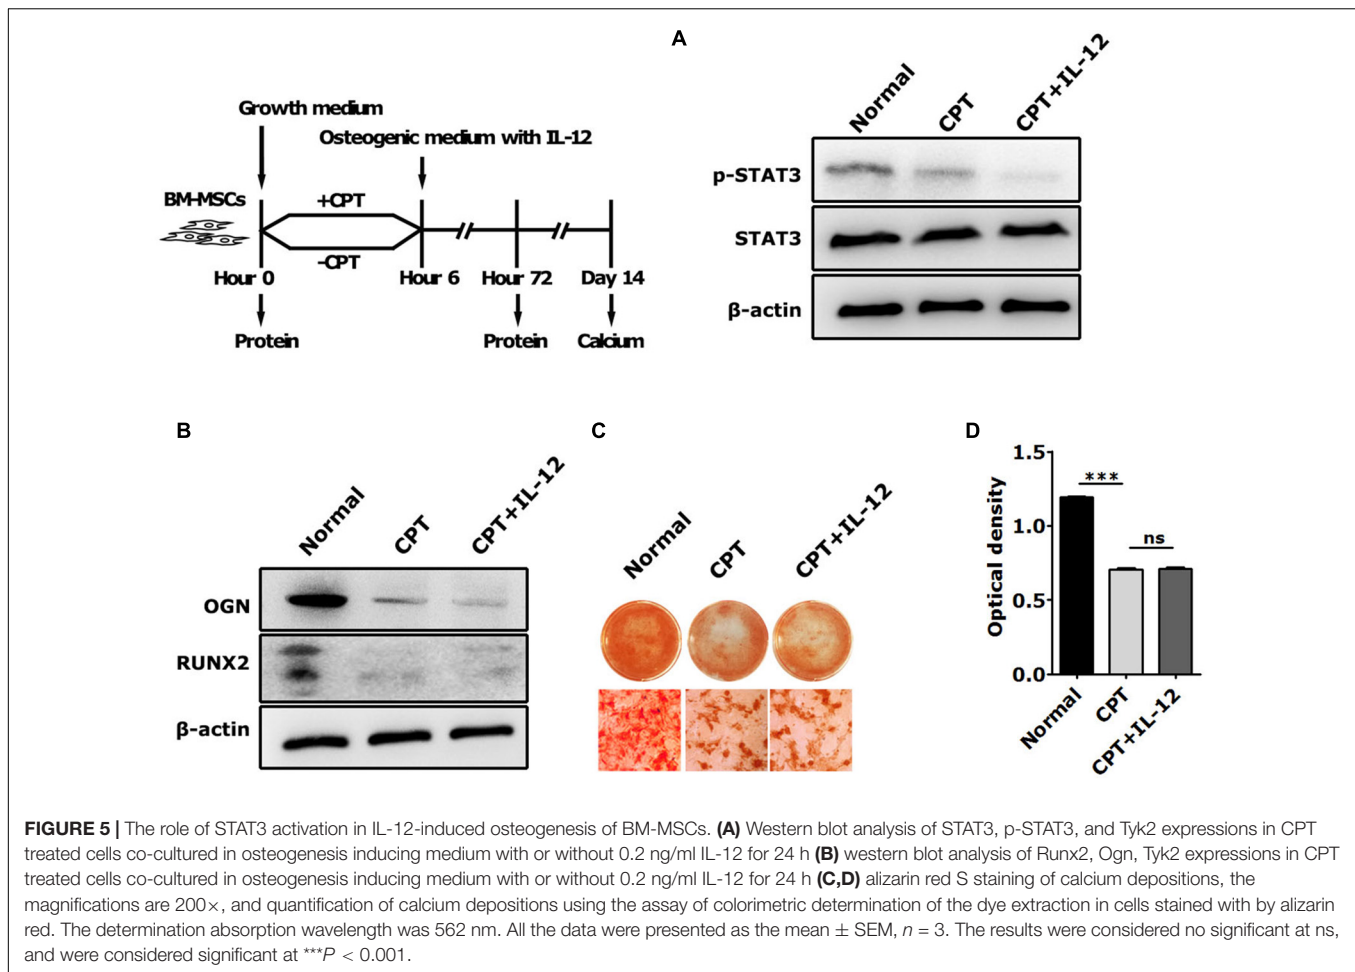 A
Growth medium
Osteogenic medium with IL-12
BM-MSCs
+CPT
-CPT
Hour 0
Hour 6
Hour 72
Day 14
Protein
Protein
Calcium
Normal
CPT
CPT+IL-12
p-STAT3
STAT3
β-actin
B
Normal
CPT
CPT+IL-12
OGN
RUNX2
β-actin
C
Normal
CPT
CPT+IL-12
D
Optical density
1.5
1.0
0.5
0.0
***
ns
Normal
CPT
CPT+IL-12
FIGURE 5 | The role of STAT3 activation in IL-12-induced osteogenesis of BM-MSCs. (A) Western blot analysis of STAT3, p-STAT3, and Tyk2 expressions in CPT
treated cells co-cultured in osteogenesis inducing medium with or without 0.2 ng/ml IL-12 for 24 h (B) western blot analysis of Runx2, Ogn, Tyk2 expressions in CPT
treated cells co-cultured in osteogenesis inducing medium with or without 0.2 ng/ml IL-12 for 24 h (C,D) alizarin red S staining of calcium depositions, the
magnifications are 200×, and quantification of calcium depositions using the assay of colorimetric determination of the dye extraction in cells stained with by alizarin
red. The determination absorption wavelength was 562 nm. All the data were presented as the mean ± SEM, n = 3. The results were considered no significant at ns,
and were considered significant at ***P < 0.001.